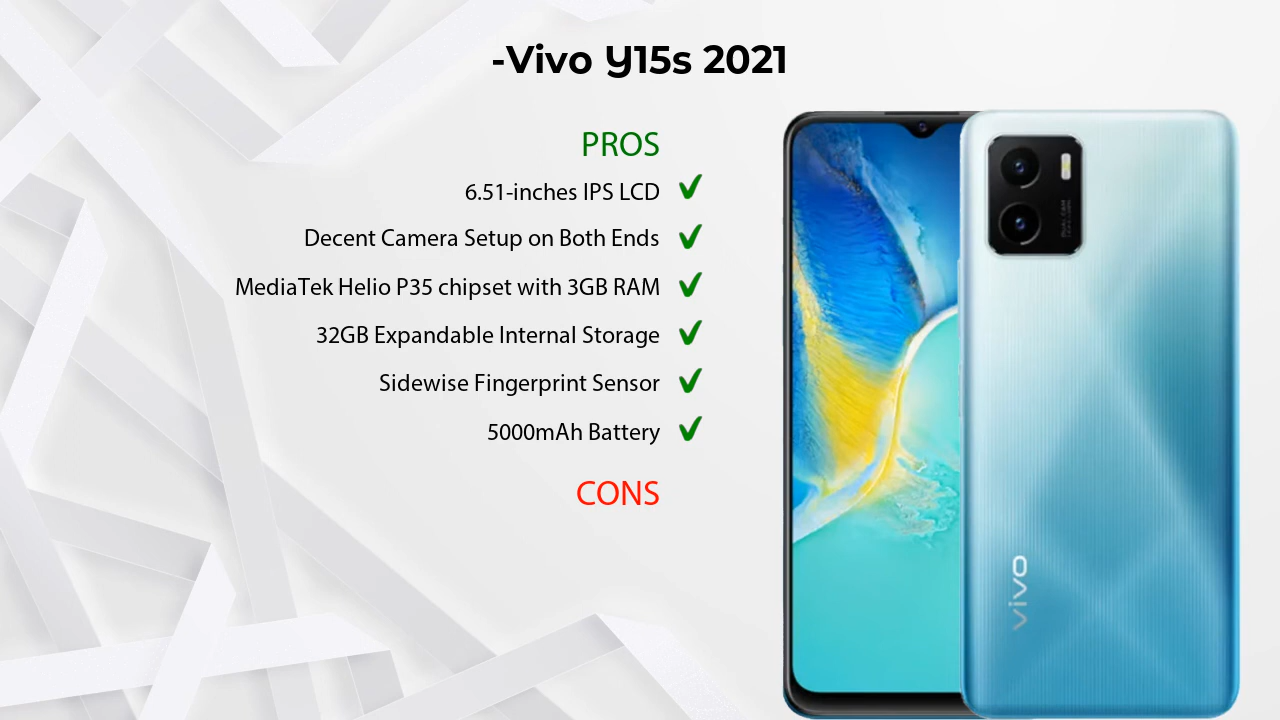 -Vivo Y15s 2021
PROS
6.51-inches IPS LCD
Decent Camera Setup on Both Ends
MediaTek Helio P35 chipset with 3GB RAM
32GB Expandable Internal Storage
Sidewise Fingerprint Sensor
5000mAh Battery
CONS
vivo